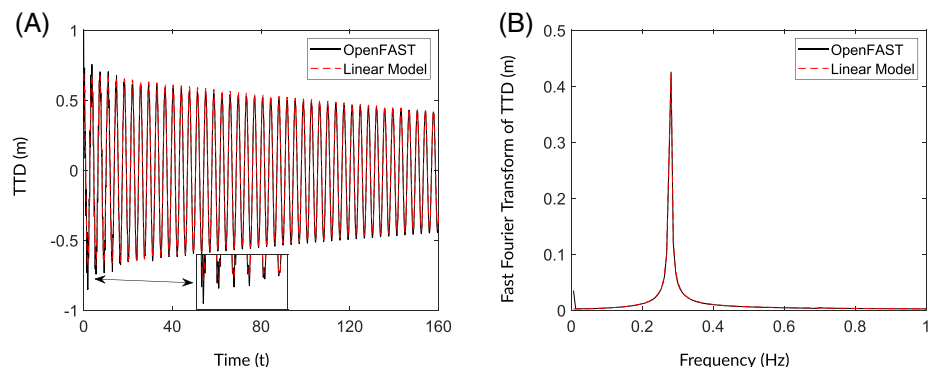 (A)
TTD (m)
1
0.5
0
-0.5
-1
0
40
80
120
160
Time (t)
OpenFAST
Linear Model
(B)
Fast Fourier Transform of TTD (m)
0.5
0.4
0.3
0.2
0.1
0
0
0.2
0.4
0.6
0.8
1
Frequency (Hz)
OpenFAST
Linear Model